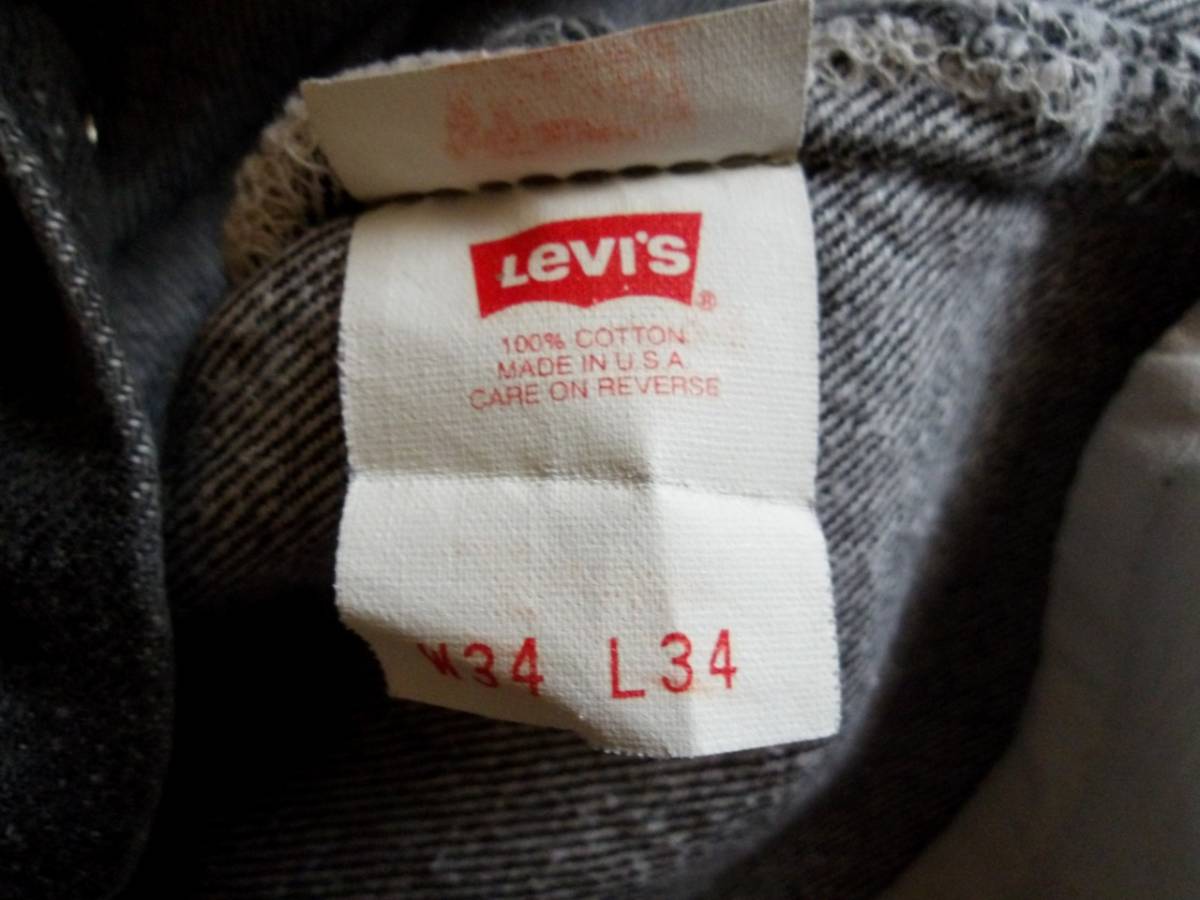 Levi's ®
100% COTTON
MADE IN U.S.A.
CARE ON REVERSE
W34 L34